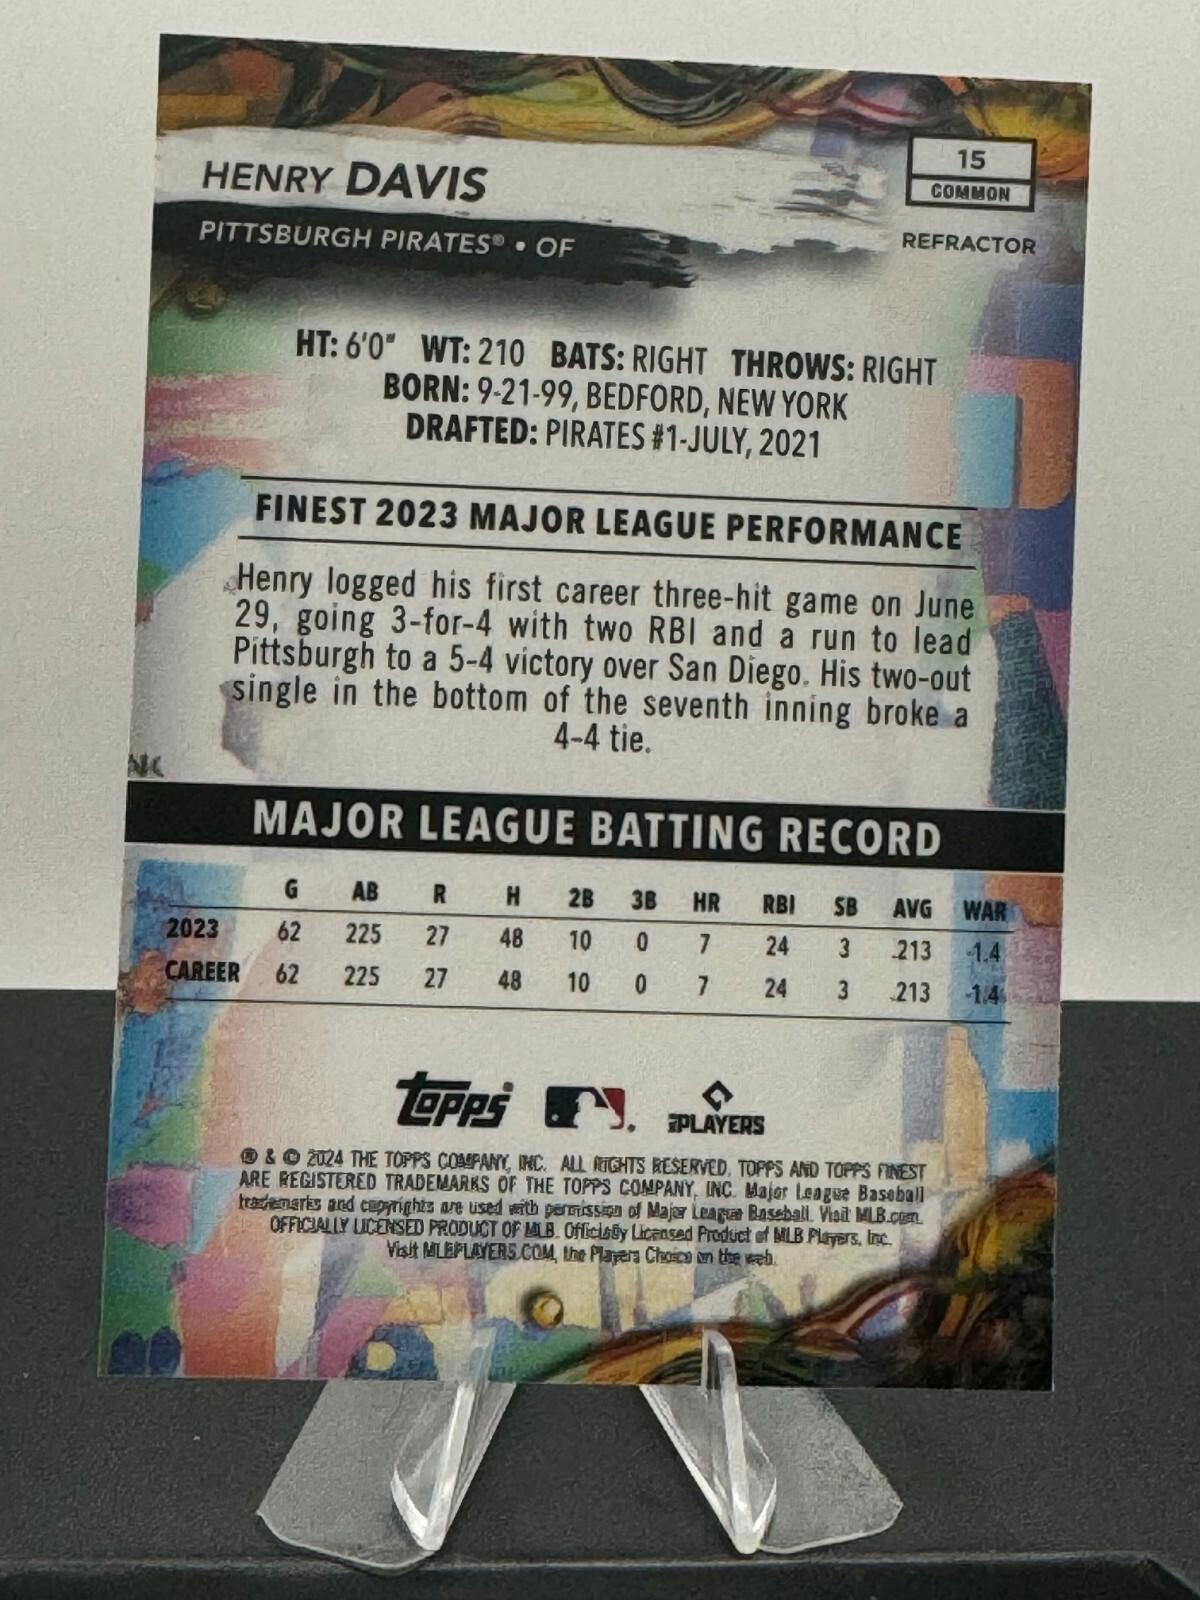 HENRY DAVIS
15
COMMON
PITTSBURGH PIRATES® • OF
REFRACTOR
HT: 6'0" WT: 210 BATS: RIGHT THROWS: RIGHT
BORN: 9-21-99, BEDFORD, NEW YORK
DRAFTED: PIRATES #1-JULY, 2021
FINEST 2023 MAJOR LEAGUE PERFORMANCE
Henry logged his first career three-hit game on June
29, going 3-for-4 with two RBI and a run to lead
Pittsburgh to a 5-4 victory over San Diego. His two-out
single in the bottom of the seventh inning broke a
4-4 tie.
MAJOR LEAGUE BATTING RECORD
G AB R H 2B 3B HR RBI SB AVG WAR
2023 62 225 27 48 10 0 7 24 3 .213 -1.4
CAREER 62 225 27 48 10 0 7 24 3 .213 -1.4
Topps PLAYERS
® & © 2024 THE TOPPS COMPANY, INC. ALL RIGHTS RESERVED. TOPPS AND TOPPS FINEST
ARE REGISTERED TRADEMARKS OF THE TOPPS COMPANY, INC. Major League Baseball
trademarks and copyrights are used with permission of Major League Baseball. Visit MLB.com.
OFFICIALLY LICENSED PRODUCT OF MLB. Officially Licensed Product of MLB Players, Inc.
Visit MLBPLAYERS.COM, the Players Choice on the web.